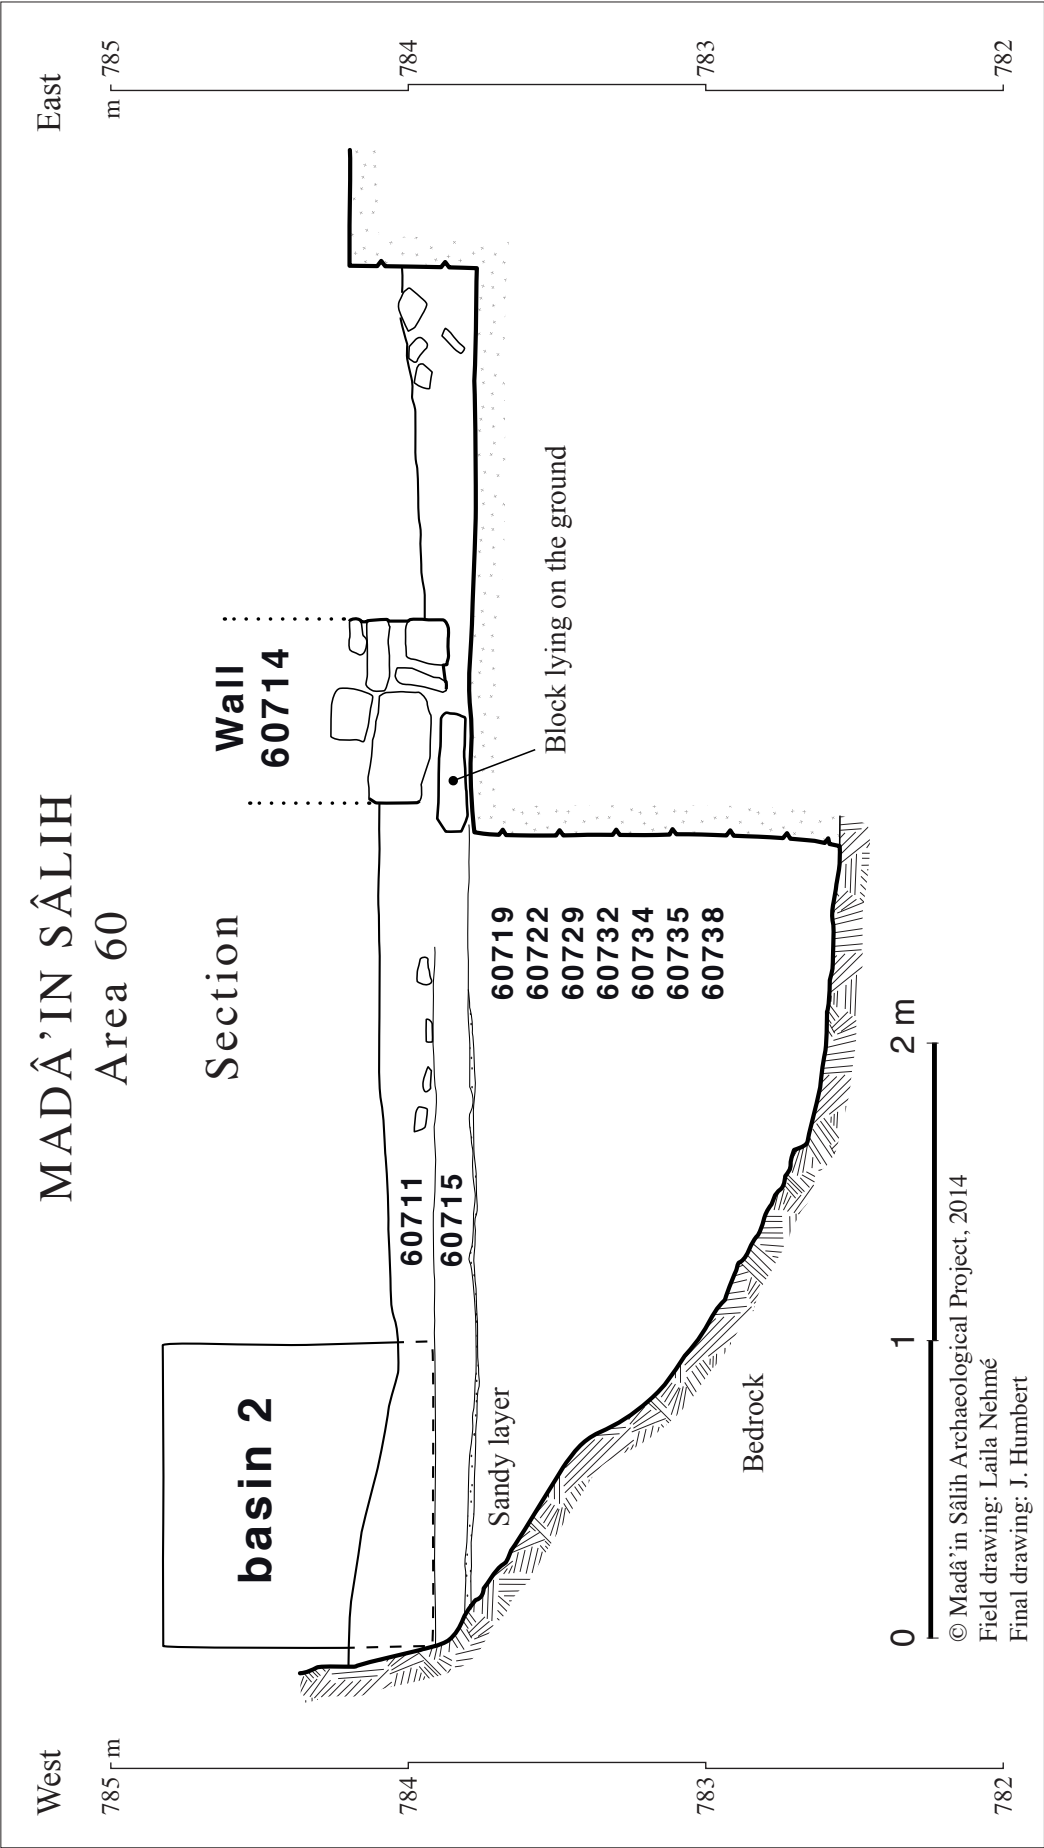 MADÂ’IN SÂLIH
Area 60
Section
West
East
785 m
784
783
782
m 785
784
783
782
basin 2
Wall
60714
60711
60715
Block lying on the ground
Sandy layer
60719
60722
60729
60732
60734
60735
60738
Bedrock
0 1 2 m
© Madâ’in Sâlih Archaeological Project, 2014
Field drawing: Laila Nehmé
Final drawing: J. Humbert